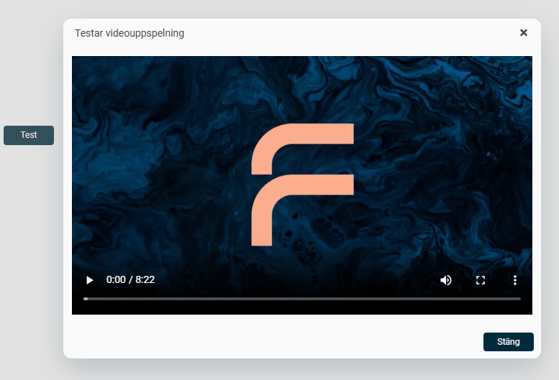 Testar videouppspelning
Test
0:00 / 8:22
Stäng